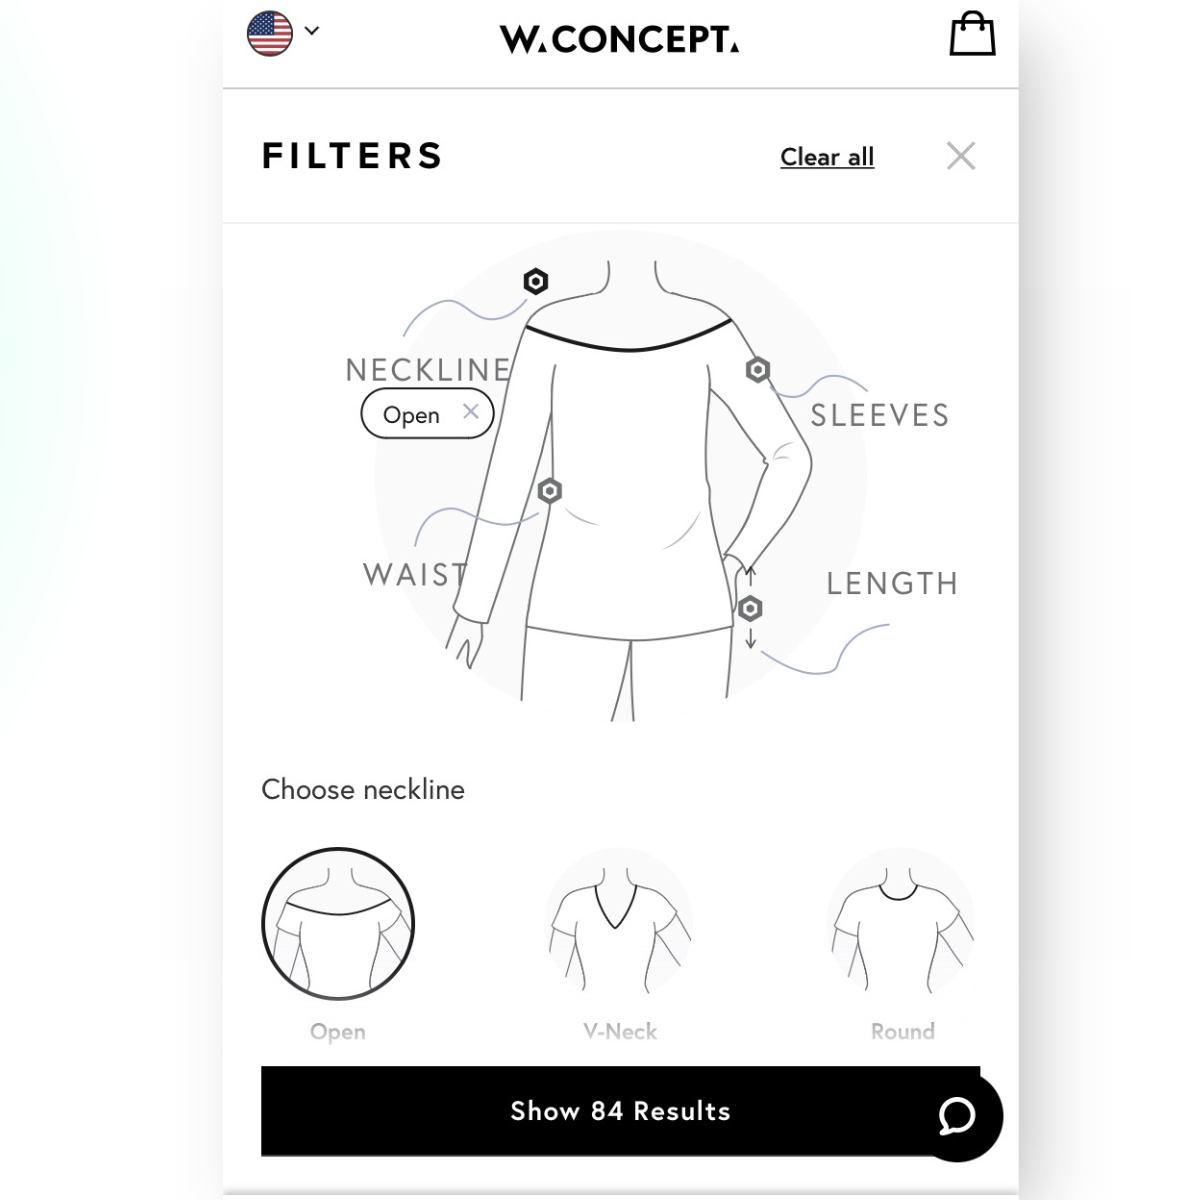 W.CONCEPT.
FILTERS
Clear all
NECKLINE
Open
SLEEVES
WAIST
LENGTH
Choose neckline
Open
V-Neck
Round
Show 84 Results